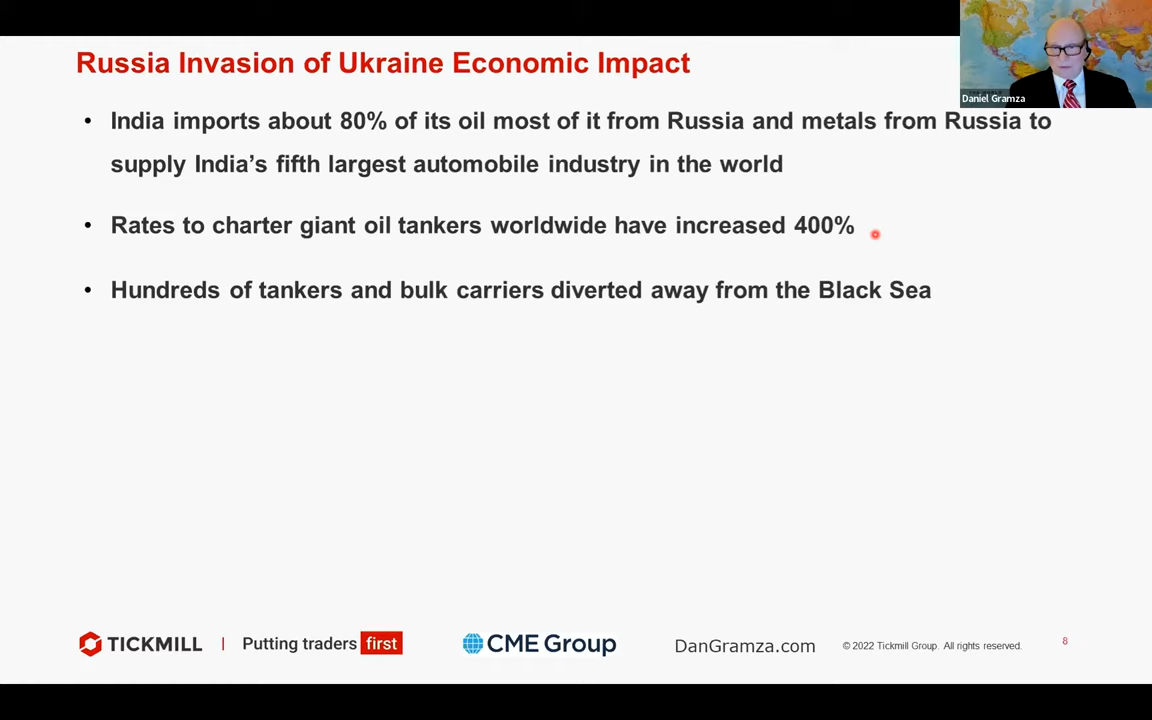 Russia Invasion of Ukraine Economic Impact
Daniel Gramza
• India imports about 80% of its oil most of it from Russia and metals from Russia to
supply India’s fifth largest automobile industry in the world
• Rates to charter giant oil tankers worldwide have increased 400%
• Hundreds of tankers and bulk carriers diverted away from the Black Sea
TICKMILL | Putting traders first CME Group DanGramza.com © 2022 Tickmill Group. All rights reserved. 8